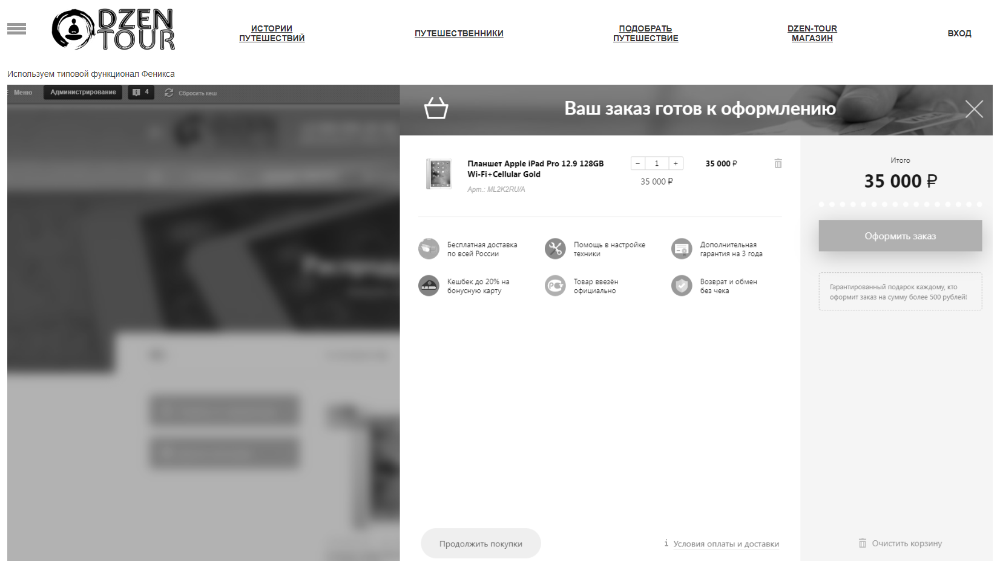 DZEN
TOUR
ИСТОРИИ
ПУТЕШЕСТВИЙ
ПУТЕШЕСТВЕННИКИ
ПОДОБРАТЬ
ПУТЕШЕСТВИЕ
DZEN-TOUR
МАГАЗИН
ВХОД
Используем типовой функционал Феникса
Меню
Администрирование
4
Сбросить кеш
Ваш заказ готов к оформлению
Планшет Apple iPad Pro 12.9 128GB
Wi-Fi+Cellular Gold
Арт.: ML2K2RU/A
− 1 +
35 000 ₽
35 000 ₽
Итого
35 000 ₽
Оформить заказ
Гарантированный подарок каждому, кто
оформит заказ на сумму более 500 рублей!
Бесплатная доставка
по всей России
Помощь в настройке
техники
Дополнительная
гарантия на 3 года
Кешбек до 20% на
бонусную карту
Товар ввезён
официально
Возврат и обмен
без чека
Продолжить покупки
i Условия оплаты и доставки
Очистить корзину